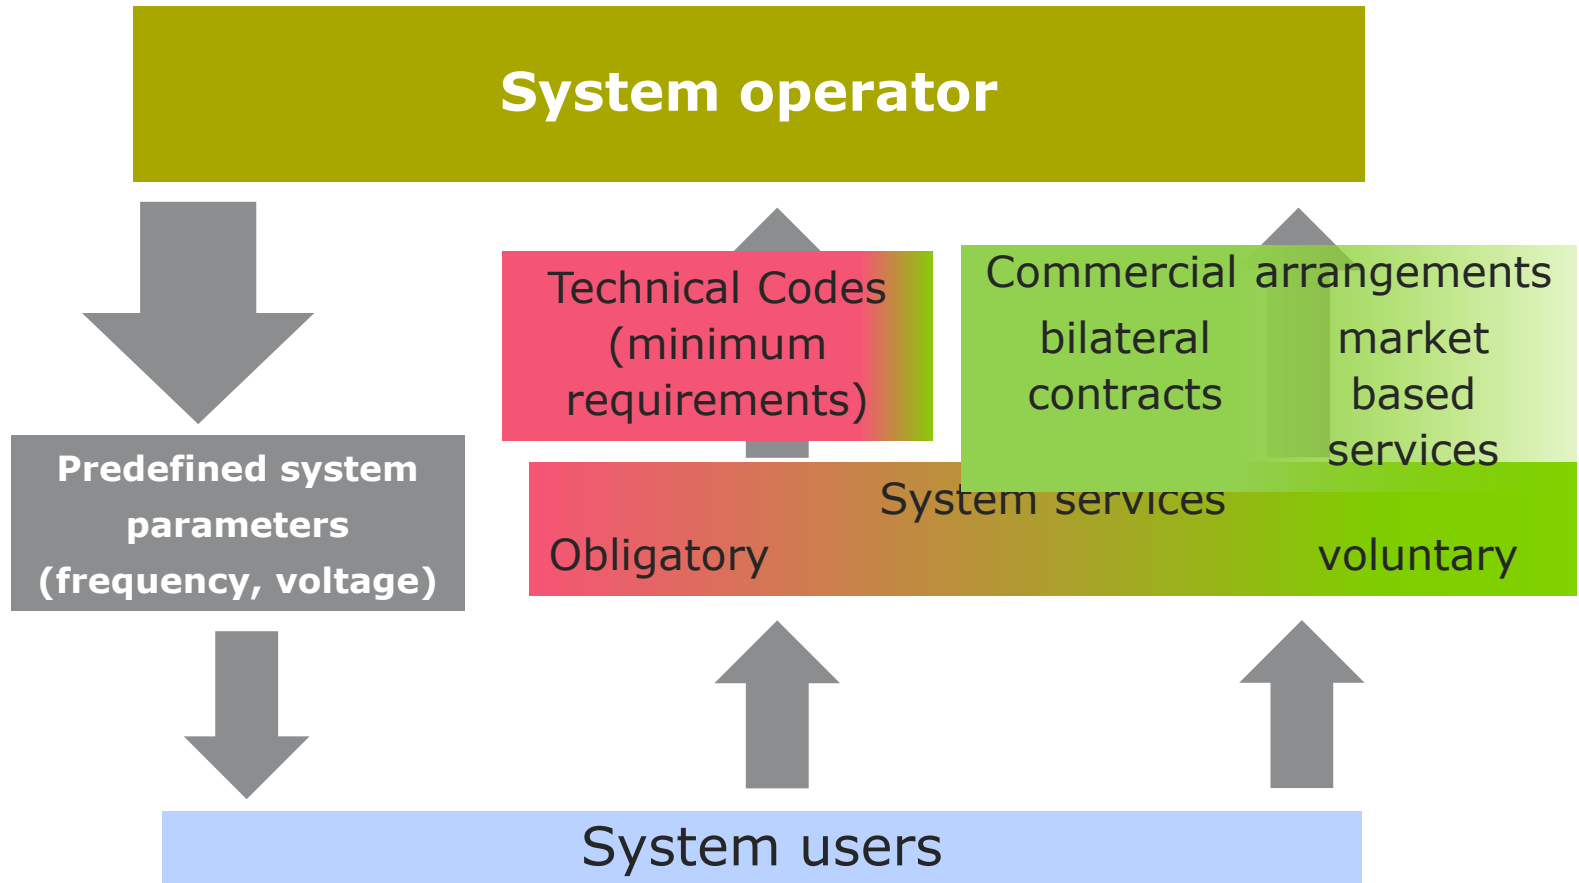 System operator
Technical Codes
(minimum
requirements)
Commercial arrangements
bilateral
contracts
market
based
services
Predefined system
parameters
(frequency, voltage)
System services
Obligatory
voluntary
System users